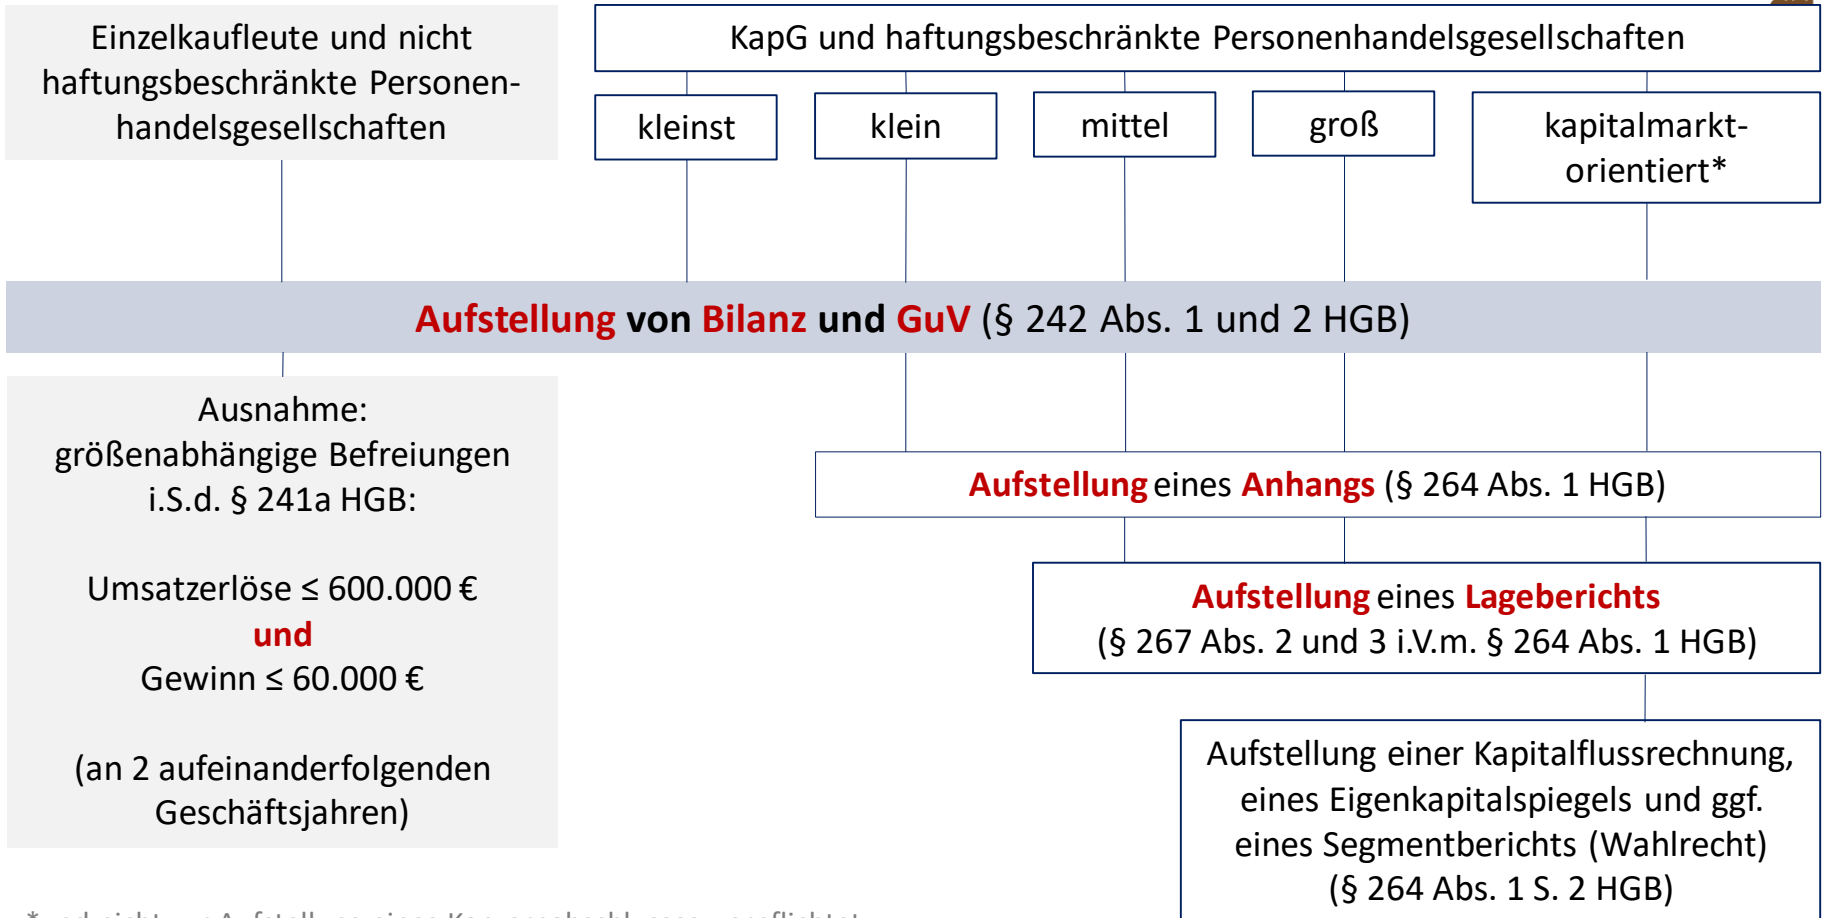 Einzelkaufleute und nicht
haftungsbeschränkte Personen-
handelsgesellschaften
KapG und haftungsbeschränkte Personenhandelsgesellschaften
kleinst
klein
mittel
groß
kapitalmarkt-
orientiert*
Aufstellung von Bilanz und GuV (§ 242 Abs. 1 und 2 HGB)
Ausnahme:
größenabhängige Befreiungen
i.S.d. § 241a HGB:
Umsatzerlöse ≤ 600.000 €
und
Gewinn ≤ 60.000 €
(an 2 aufeinanderfolgenden
Geschäftsjahren)
Aufstellung eines Anhangs (§ 264 Abs. 1 HGB)
Aufstellung eines Lageberichts
(§ 267 Abs. 2 und 3 i.V.m. § 264 Abs. 1 HGB)
Aufstellung einer Kapitalflussrechnung,
eines Eigenkapitalspiegels und ggf.
eines Segmentberichts (Wahlrecht)
(§ 264 Abs. 1 S. 2 HGB)